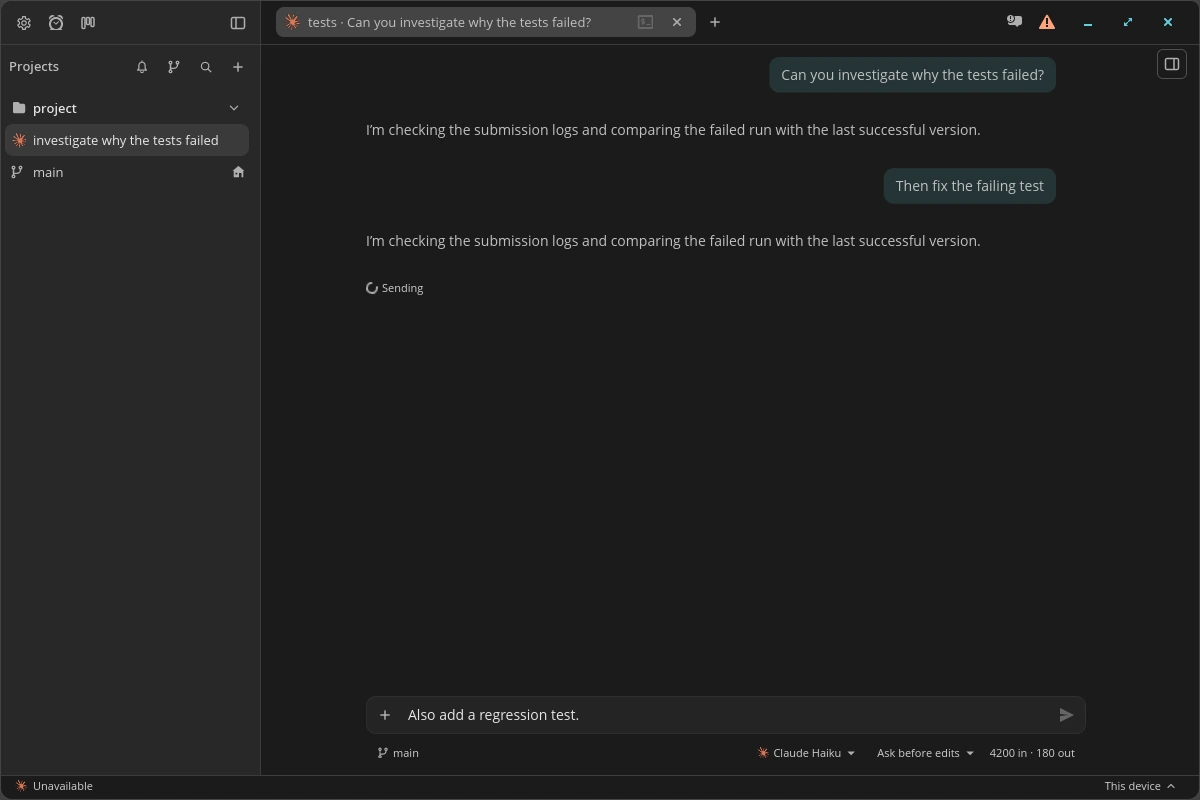 tests · Can you investigate why the tests failed?
Projects
project
investigate why the tests failed
main
Can you investigate why the tests failed?
I'm checking the submission logs and comparing the failed run with the last successful version.
Then fix the failing test
I'm checking the submission logs and comparing the failed run with the last successful version.
Sending
Also add a regression test.
main
Claude Haiku
Ask before edits
4200 in · 180 out
Unavailable
This device